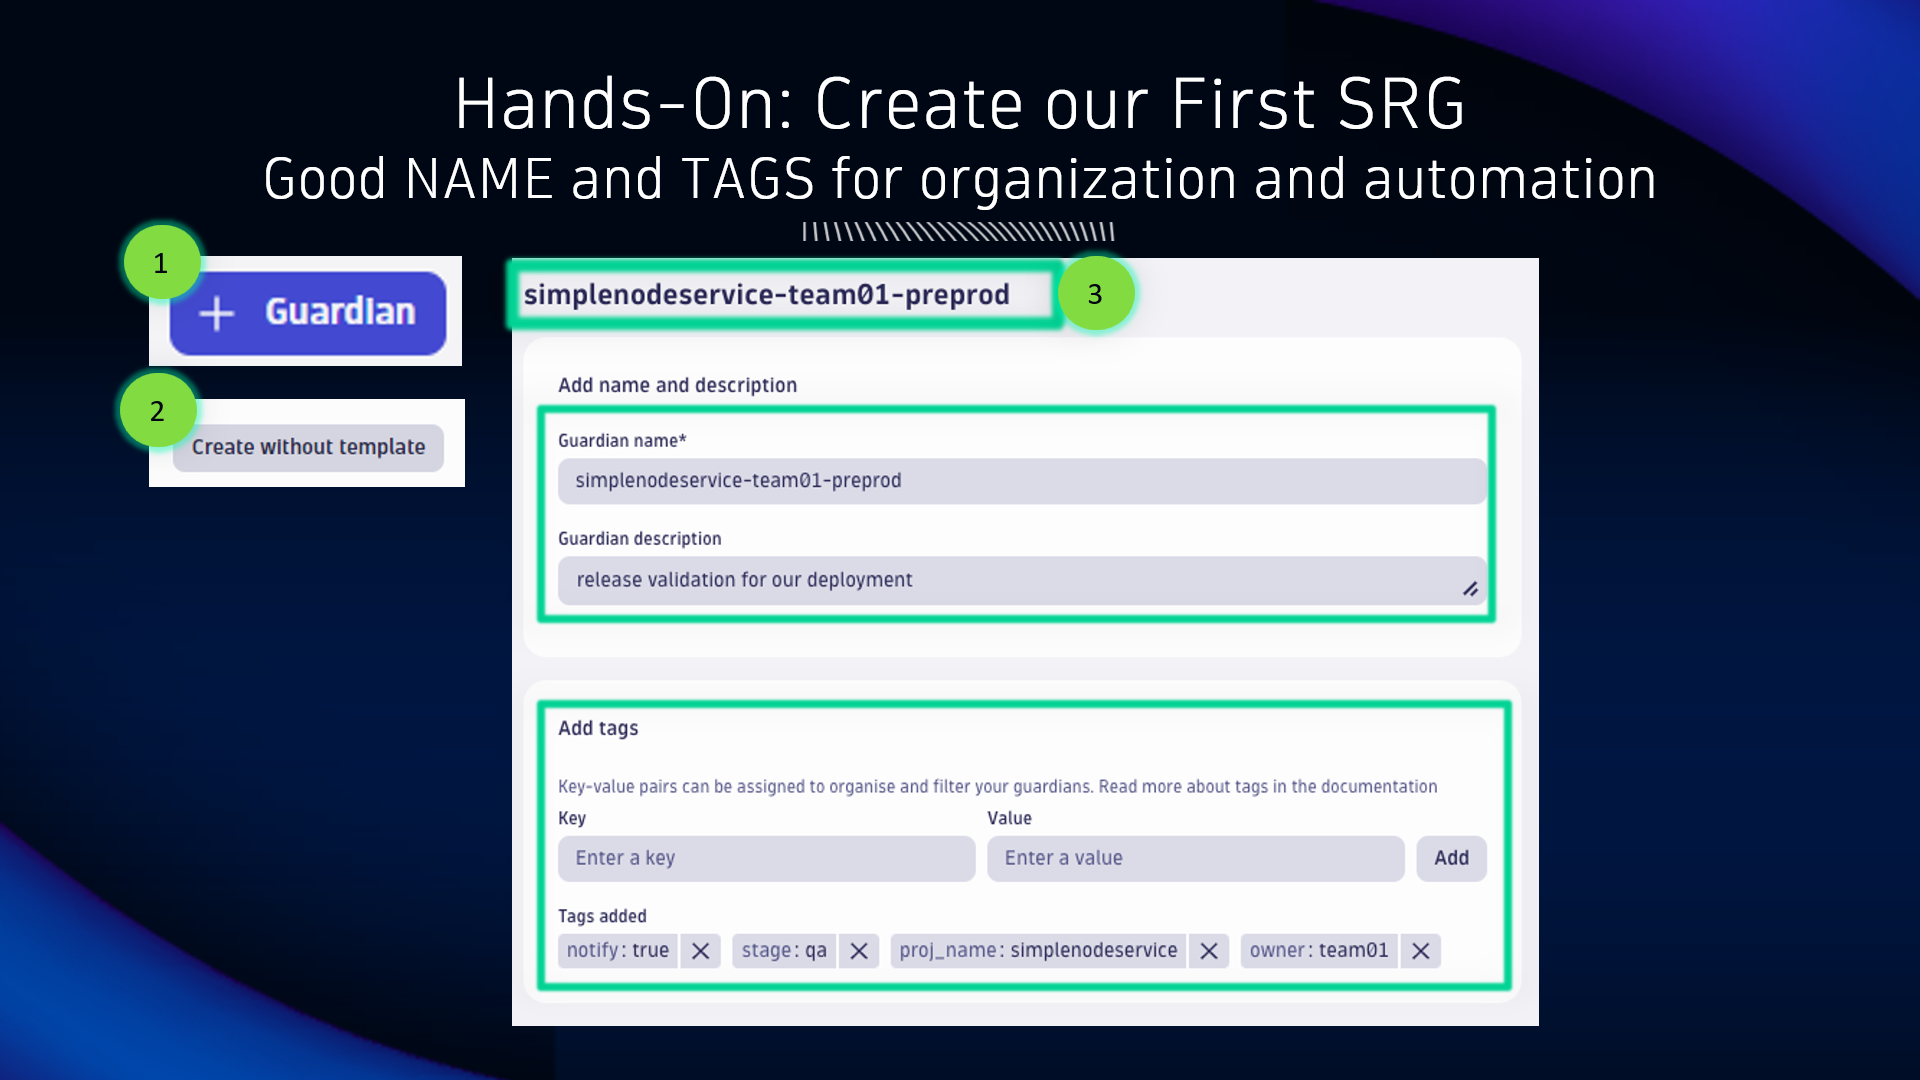 Hands-On: Create our First SRG
Good NAME and TAGS for organization and automation
1
+ Guardian
2
Create without template
simplenodeservice-team01-preprod
3
Add name and description
Guardian name*
simplenodeservice-team01-preprod
Guardian description
release validation for our deployment
Add tags
Key-value pairs can be assigned to organise and filter your guardians. Read more about tags in the documentation
Key Value
Enter a key Enter a value Add
Tags added
notify: true stage: qa proj_name: simplenodeservice owner: team01